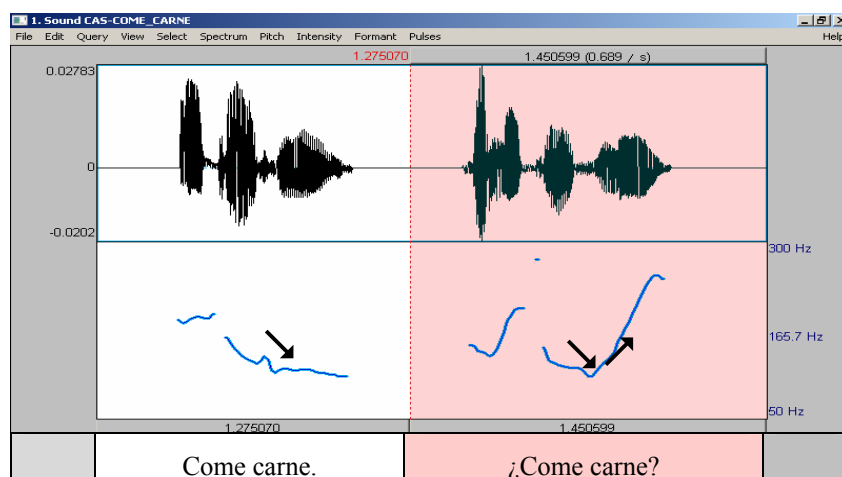 1. Sound CAS-COME_CARNE
File Edit Query View Select Spectrum Pitch Intensity Formant Pulses Help
1.275070 1.450599 (0.689 / s)
0.02783
0
-0.0202
300 Hz
165.7 Hz
50 Hz
1.275070 1.450599
Come carne. ¿Come carne?